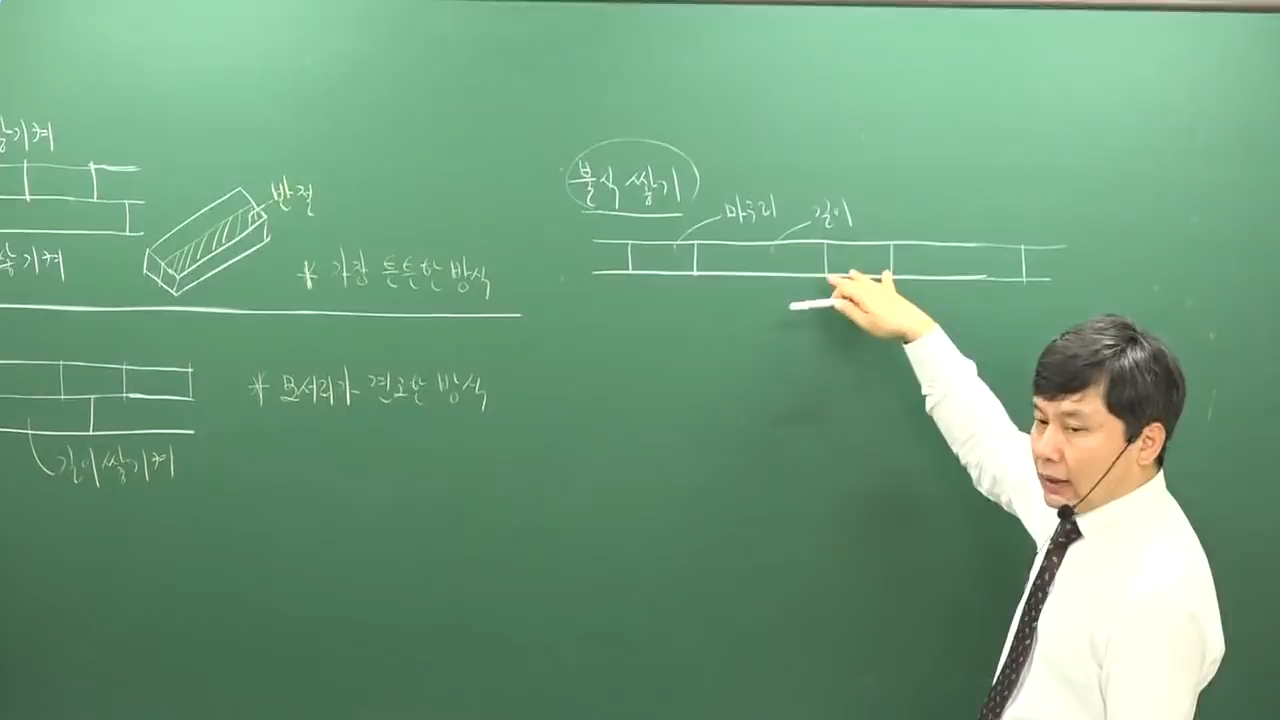 쌓기켜
반절
쌓기켜
* 가장 튼튼한 방식
* 모서리가 견고한 방식
길이쌓기켜
불식쌓기
마구리
길이